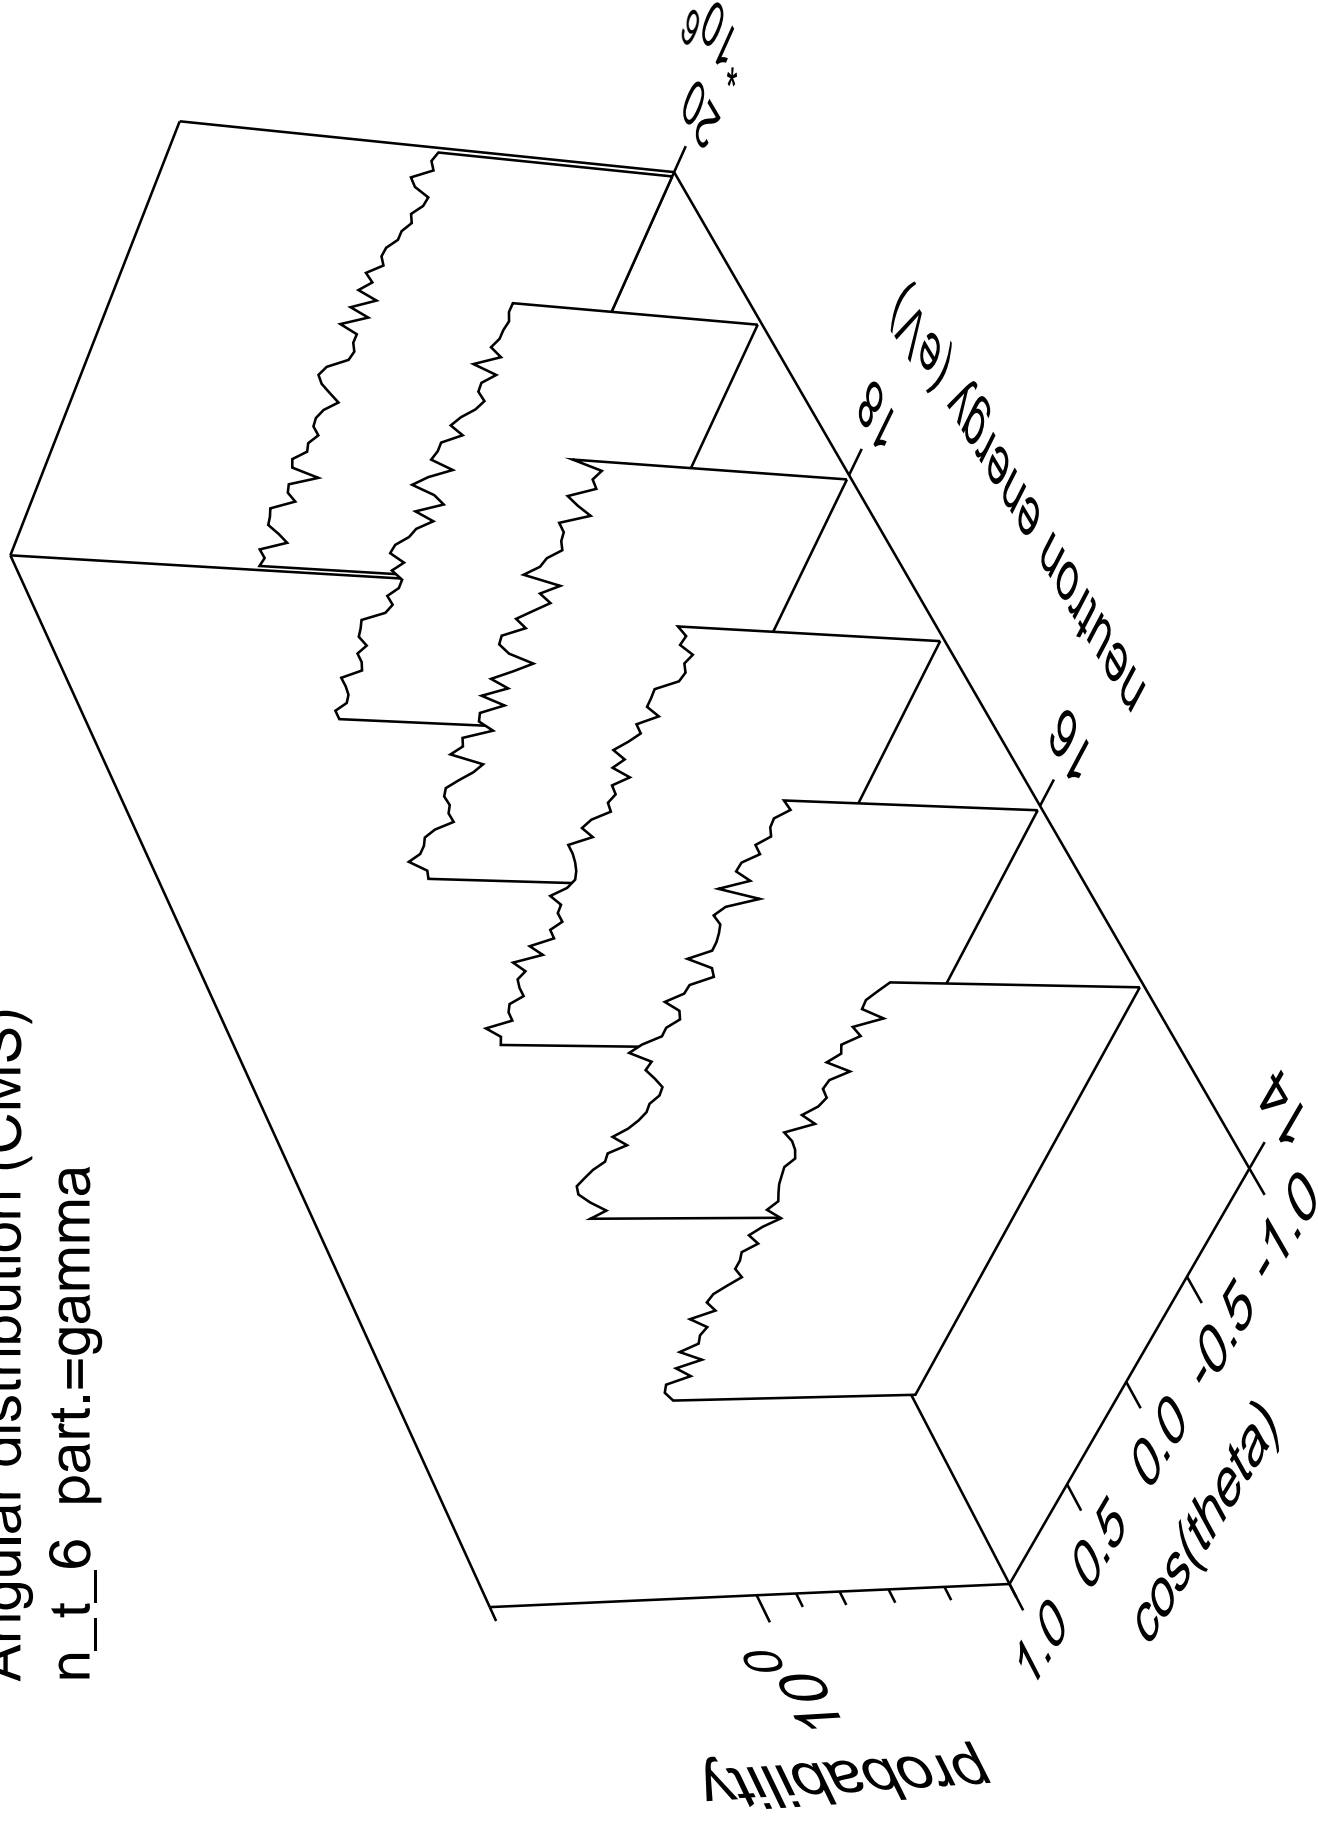 Angular distribution (CMS)
n_t_6 part.=gamma
probability
10^0
1.0
0.5
0.0
-0.5
-1.0
cos(theta)
14
16
18
20
*10^6
neutron energy (eV)